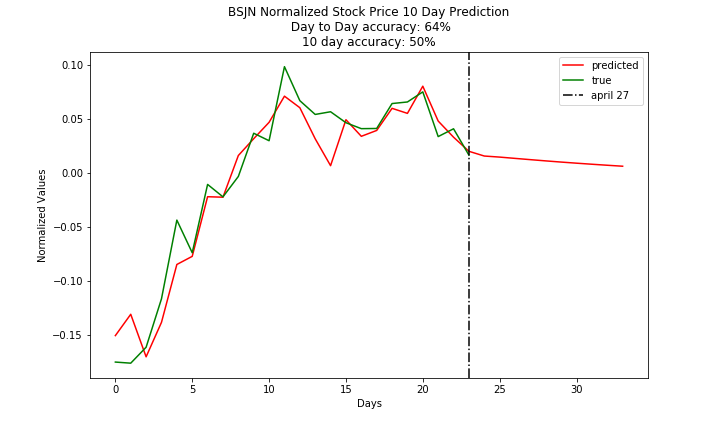 BSJN Normalized Stock Price 10 Day Prediction
Day to Day accuracy: 64%
10 day accuracy: 50%
predicted
true
april 27
Normalized Values
0.10
0.05
0.00
−0.05
−0.10
−0.15
0 5 10 15 20 25 30
Days